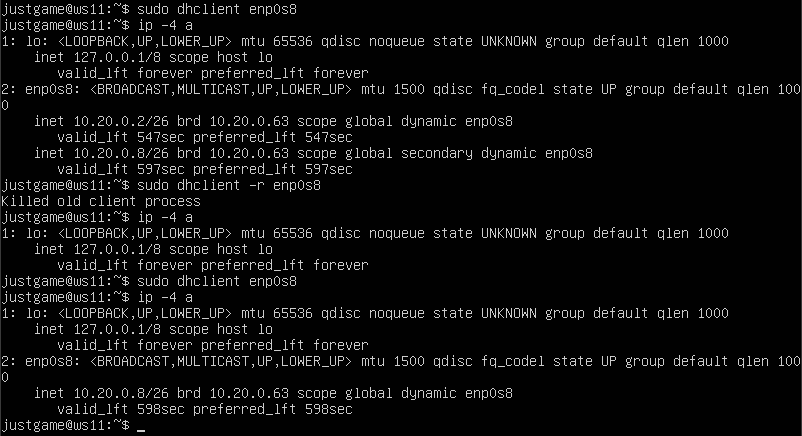 justgame@ws11:~$ sudo dhclient enp0s8
justgame@ws11:~$ ip -4 a
1: lo: <LOOPBACK,UP,LOWER_UP> mtu 65536 qdisc noqueue state UNKNOWN group default qlen 1000
    inet 127.0.0.1/8 scope host lo
       valid_lft forever preferred_lft forever
2: enp0s8: <BROADCAST,MULTICAST,UP,LOWER_UP> mtu 1500 qdisc fq_codel state UP group default qlen 100
0
    inet 10.20.0.2/26 brd 10.20.0.63 scope global dynamic enp0s8
       valid_lft 547sec preferred_lft 547sec
    inet 10.20.0.8/26 brd 10.20.0.63 scope global secondary dynamic enp0s8
       valid_lft 597sec preferred_lft 597sec
justgame@ws11:~$ sudo dhclient -r enp0s8
Killed old client process
justgame@ws11:~$ ip -4 a
1: lo: <LOOPBACK,UP,LOWER_UP> mtu 65536 qdisc noqueue state UNKNOWN group default qlen 1000
    inet 127.0.0.1/8 scope host lo
       valid_lft forever preferred_lft forever
justgame@ws11:~$ sudo dhclient enp0s8
justgame@ws11:~$ ip -4 a
1: lo: <LOOPBACK,UP,LOWER_UP> mtu 65536 qdisc noqueue state UNKNOWN group default qlen 1000
    inet 127.0.0.1/8 scope host lo
       valid_lft forever preferred_lft forever
2: enp0s8: <BROADCAST,MULTICAST,UP,LOWER_UP> mtu 1500 qdisc fq_codel state UP group default qlen 100
0
    inet 10.20.0.8/26 brd 10.20.0.63 scope global dynamic enp0s8
       valid_lft 598sec preferred_lft 598sec
justgame@ws11:~$ _